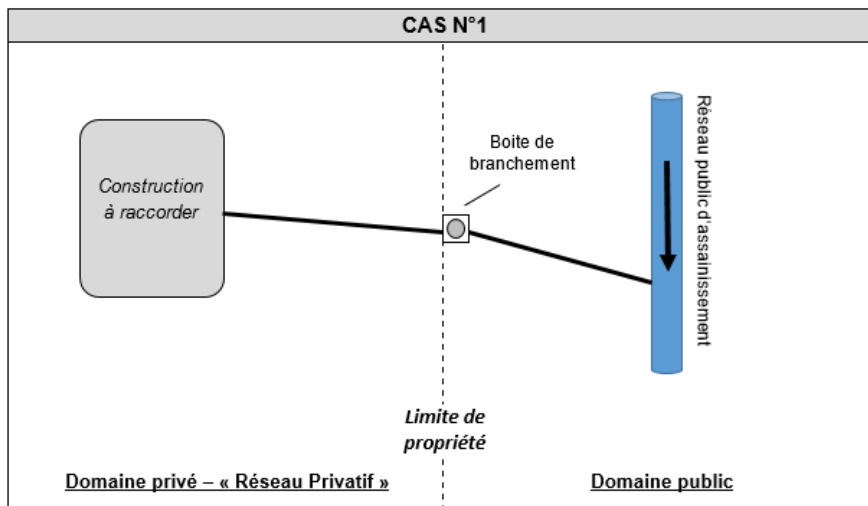 CAS N°1
Construction
à raccorder
Boite de
branchement
Réseau public d'assainissement
Limite de
propriété
Domaine privé – « Réseau Privatif »
Domaine public